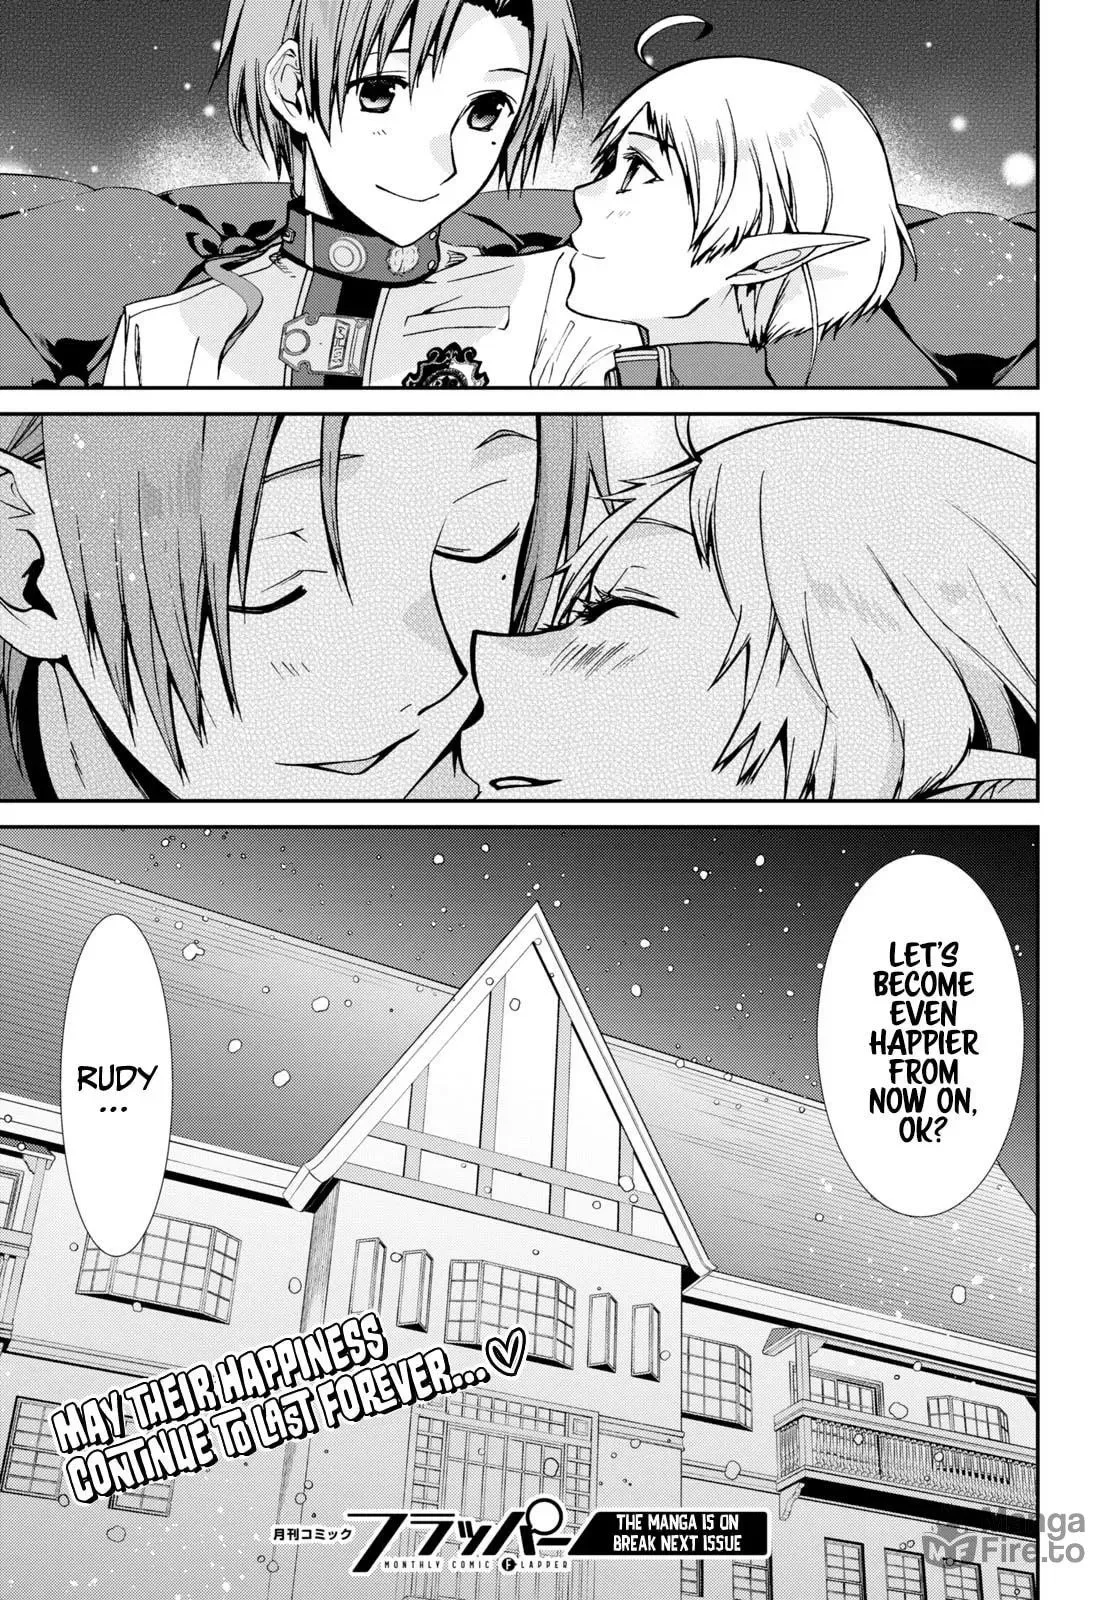 LET'S
BECOME
EVEN
HAPPIER
FROM
NOW ON,
OK?
RUDY
...
MAY THEIR HAPPINESS
CONTINUE TO LAST FOREVER...♡
月刊コミック
フラッパー
MONTHLY COMIC F LAPPER
THE MANGA IS ON
BREAK NEXT ISSUE
Manga
Fire.to